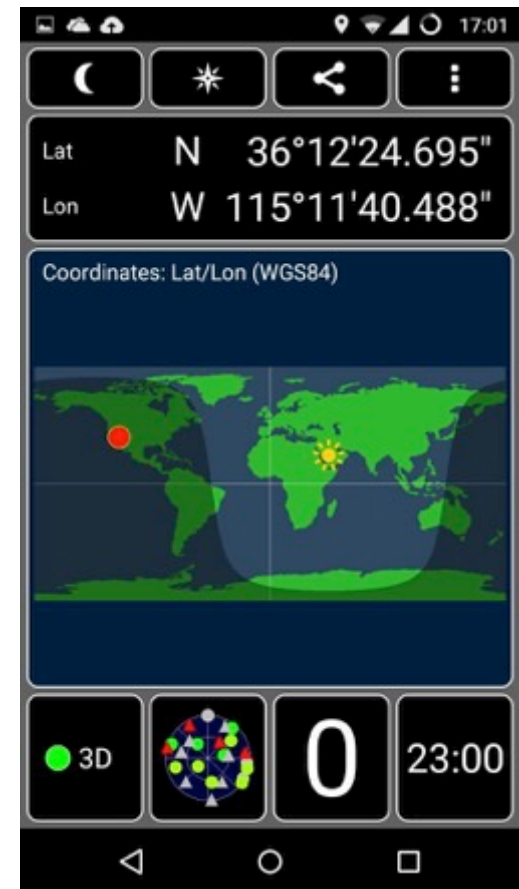 17:01
Lat N 36°12'24.695"
Lon W 115°11'40.488"
Coordinates: Lat/Lon (WGS84)
3D 0 23:00